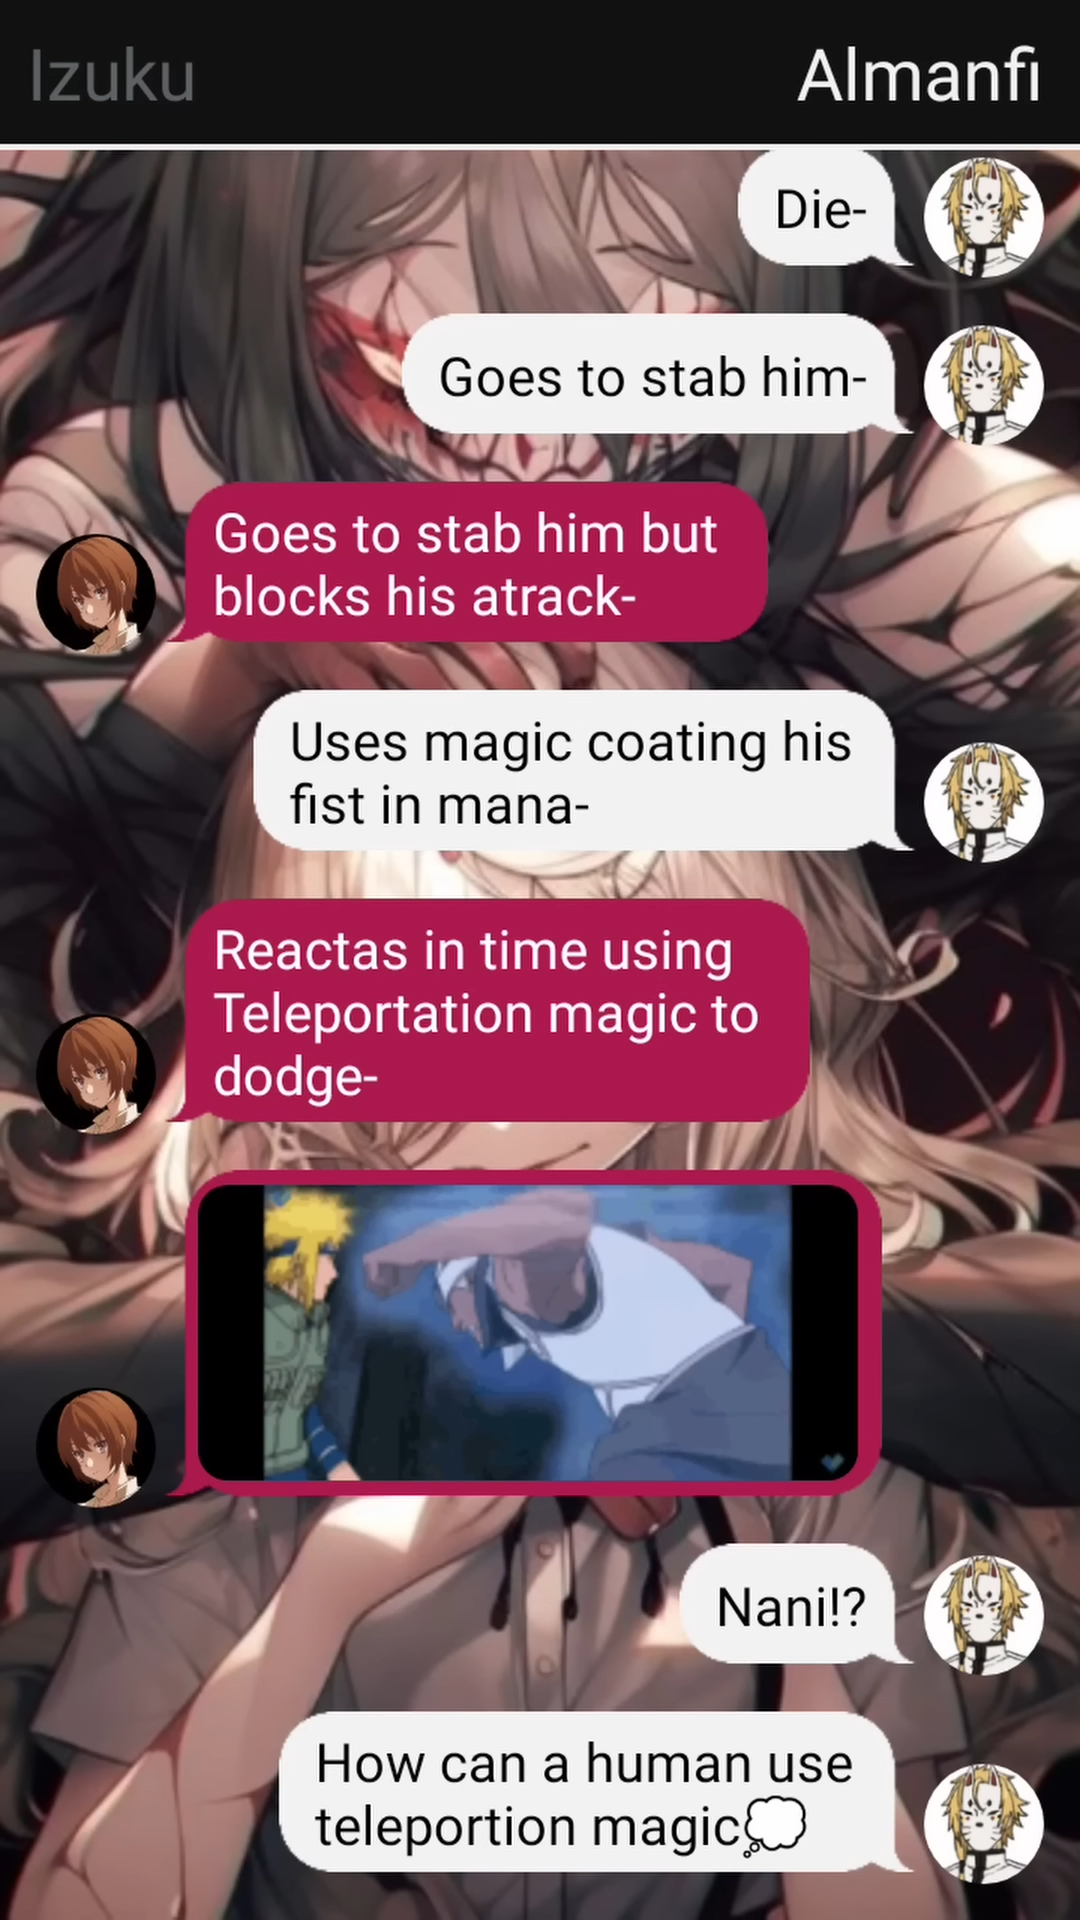 Izuku
Almanfi
Die-
Goes to stab him-
Goes to stab him but
blocks his atrack-
Uses magic coating his
fist in mana-
Reactas in time using
Teleportation magic to
dodge-
Nani!?
How can a human use
teleportion magic💭